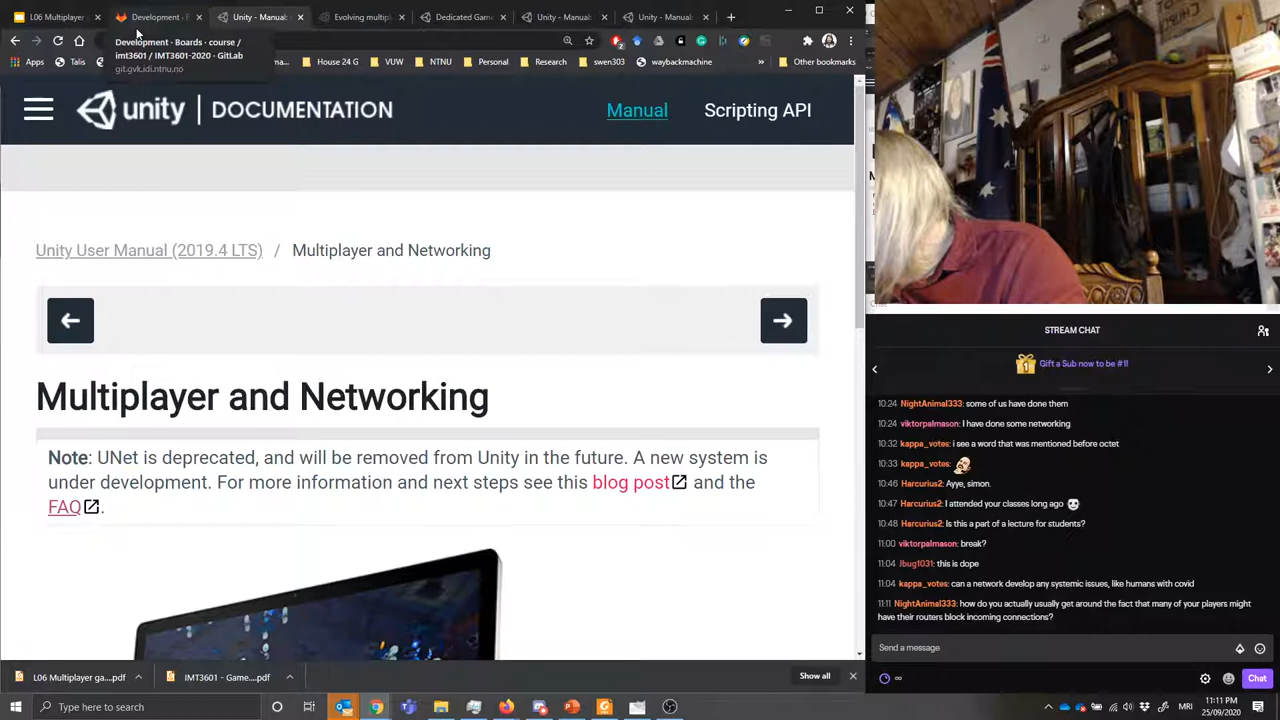 L06 Multiplayer ga
Development · B
Unity - Manual:
Evolving multipl
Dedicated Game
Unity - Manual:
Unity - Manual:
Development · Boards · course /
imt3601 / IMT3601-2020 · GitLab
git.gvk.idi.ntnu.no
Apps
Talis
House 24 G
VUW
NTNU
Personal
Research
swen303
waybackmachine
»
unity | DOCUMENTATION
Manual
Scripting API
Unity User Manual (2019.4 LTS) / Multiplayer and Networking
Multiplayer and Networking
Note: UNet is deprecated, and will be removed from Unity in the future. A new system is
under development. For more information and next steps see this blog post and the
FAQ.
STREAM CHAT
1 Gift a Sub now to be #1!
10:24 NightAnimal333: some of us have done them
10:24 viktorpalmason: I have done some networking
10:32 kappa_votes: i see a word that was mentioned before octet
10:33 kappa_votes:
10:46 Harcurius2: Ayye, simon.
10:47 Harcurius2: I attended your classes long ago
10:48 Harcurius2: Is this a part of a lecture for students?
11:00 viktorpalmason: break?
11:04 Jbug1031: this is dope
11:04 kappa_votes: can a network develop any systemic issues, like humans with covid
11:11 NightAnimal333: how do you actually usually get around the fact that many of your players might
have their routers block incoming connections?
Send a message
Chat
L06 Multiplayer ga....pdf
IMT3601 - Game....pdf
Show all
Type here to search
MRI
11:11 PM
25/09/2020